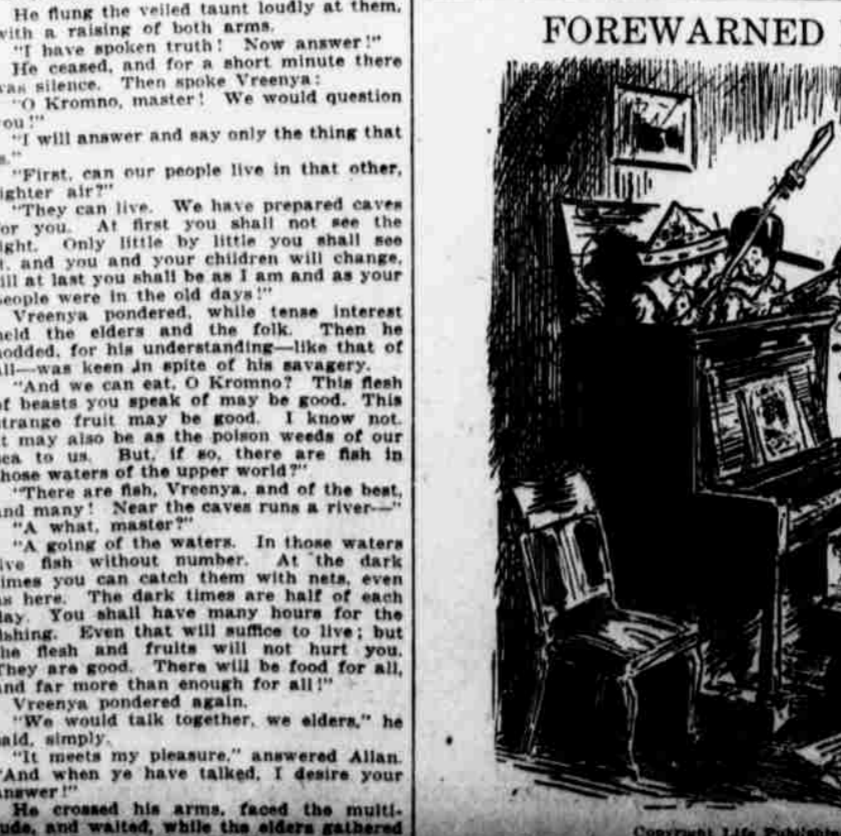 He flung the veiled taunt loudly at them,
with a raising of both arms.
"I have spoken truth! Now answer!"
He ceased, and for a short minute there
was silence. Then spoke Vreenya:
"O Kromno, master! We would question
ou!"
"I will answer and say only the thing that
s."
"First, can our people live in that other,
ighter air?"
"They can live. We have prepared caves
for you. At first you shall not see the
ight. Only little by little you shall see
t, and you and your children will change,
till at last you shall be as I am and as your
people were in the old days!"
Vreenya pondered, while tense interest
held the elders and the folk. Then he
nodded, for his understanding—like that of
all—was keen in spite of his savagery.
"And we can eat, O Kromno? This flesh
of beasts you speak of may be good. This
strange fruit may be good. I know not.
It may also be as the poison weeds of our
sea to us. But, if so, there are fish in
those waters of the upper world?"
"There are fish, Vreenya, and of the best,
and many! Near the caves runs a river—"
"A what, master?"
"A going of the waters. In those waters
live fish without number. At the dark
times you can catch them with nets, even
as here. The dark times are half of each
day. You shall have many hours for the
fishing. Even that will suffice to live; but
the flesh and fruits will not hurt you.
They are good. There will be food for all,
and far more than enough for all!"
Vreenya pondered again.
"We would talk together, we elders," he
said, simply.
"It meets my pleasure," answered Allan.
"And when ye have talked, I desire your
answer!"
He crossed his arms, faced the multi-
tude, and waited, while the elders gathered
FOREWARNED